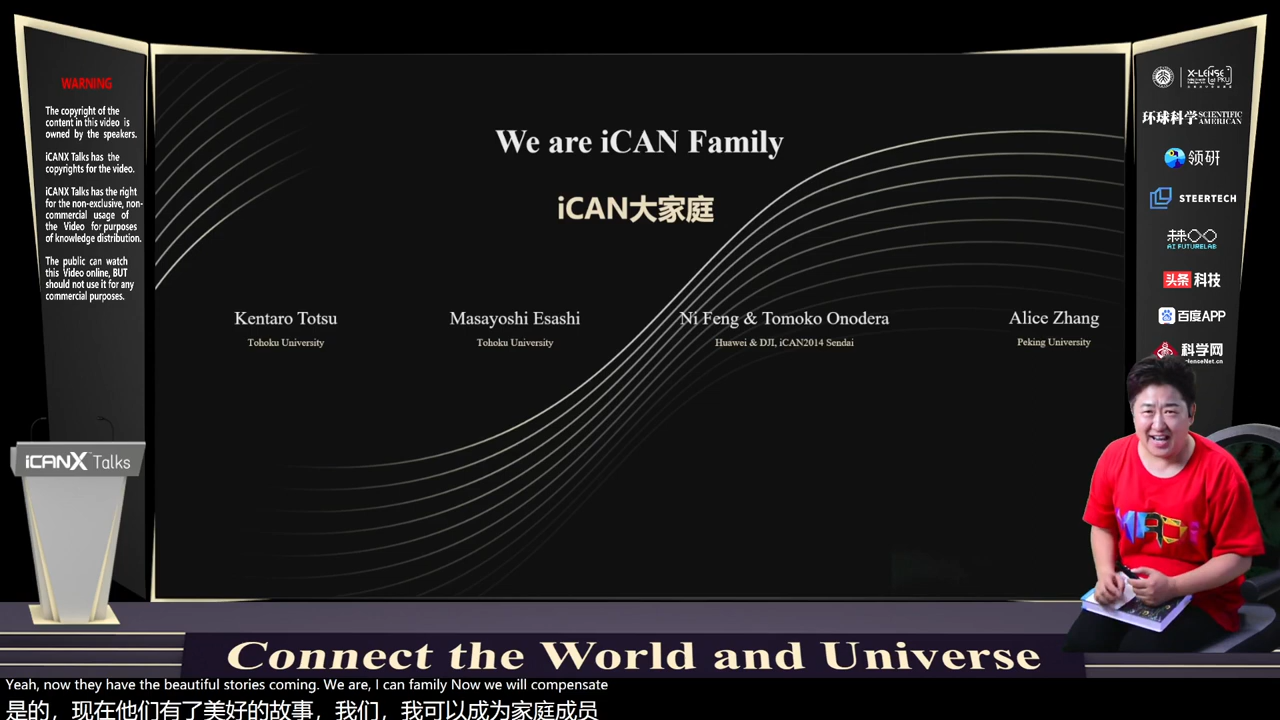 WARNING
The copyright of the
content in this video is
owned by the speakers.
iCANX Talks has the
copyrights for the video.
iCANX Talks has the right
for the non-exclusive, non-
commercial usage of
the Video for purposes
of knowledge distribution.
The public can watch
this Video online, BUT
should not use it for any
commercial purposes.
iCANX Talks
We are iCAN Family
iCAN大家庭
Kentaro Totsu
Tohoku University
Masayoshi Esashi
Tohoku University
Ni Feng & Tomoko Onodera
Huawei & DJI, iCAN2014 Sendai
Alice Zhang
Peking University
X-LENSE
at PKU
环球科学 SCIENTIFIC
AMERICAN
领研
STEERTECH
AI FUTURELAB
头条 科技
百度APP
科学网
Connect the World and Universe
Yeah, now they have the beautiful stories coming. We are, I can family Now we will compensate
是的，现在他们有了美好的故事，我们，我可以成为家庭成员